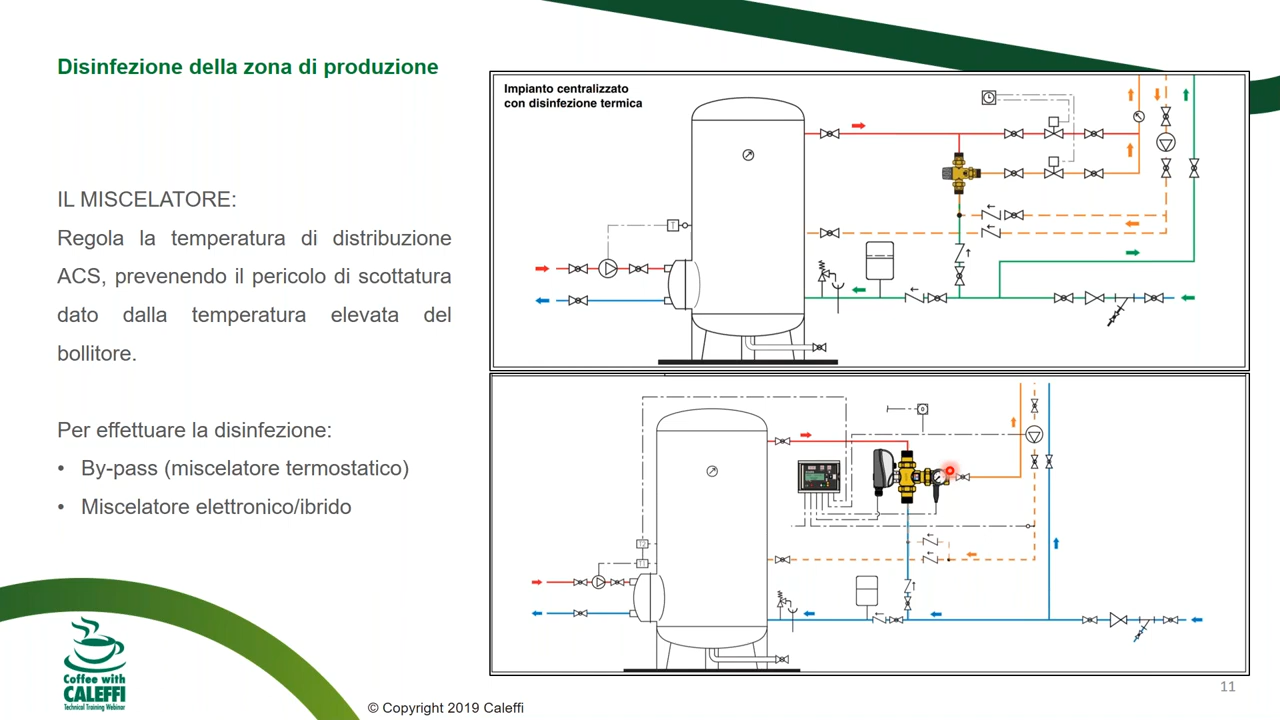 Disinfezione della zona di produzione
IL MISCELATORE:
Regola la temperatura di distribuzione
ACS, prevenendo il pericolo di scottatura
dato dalla temperatura elevata del
bollitore.
Per effettuare la disinfezione:
• By-pass (miscelatore termostatico)
• Miscelatore elettronico/ibrido
Impianto centralizzato
con disinfezione termica
T
Coffee with
CALEFFI
Technical Training Webinar
© Copyright 2019 Caleffi
11